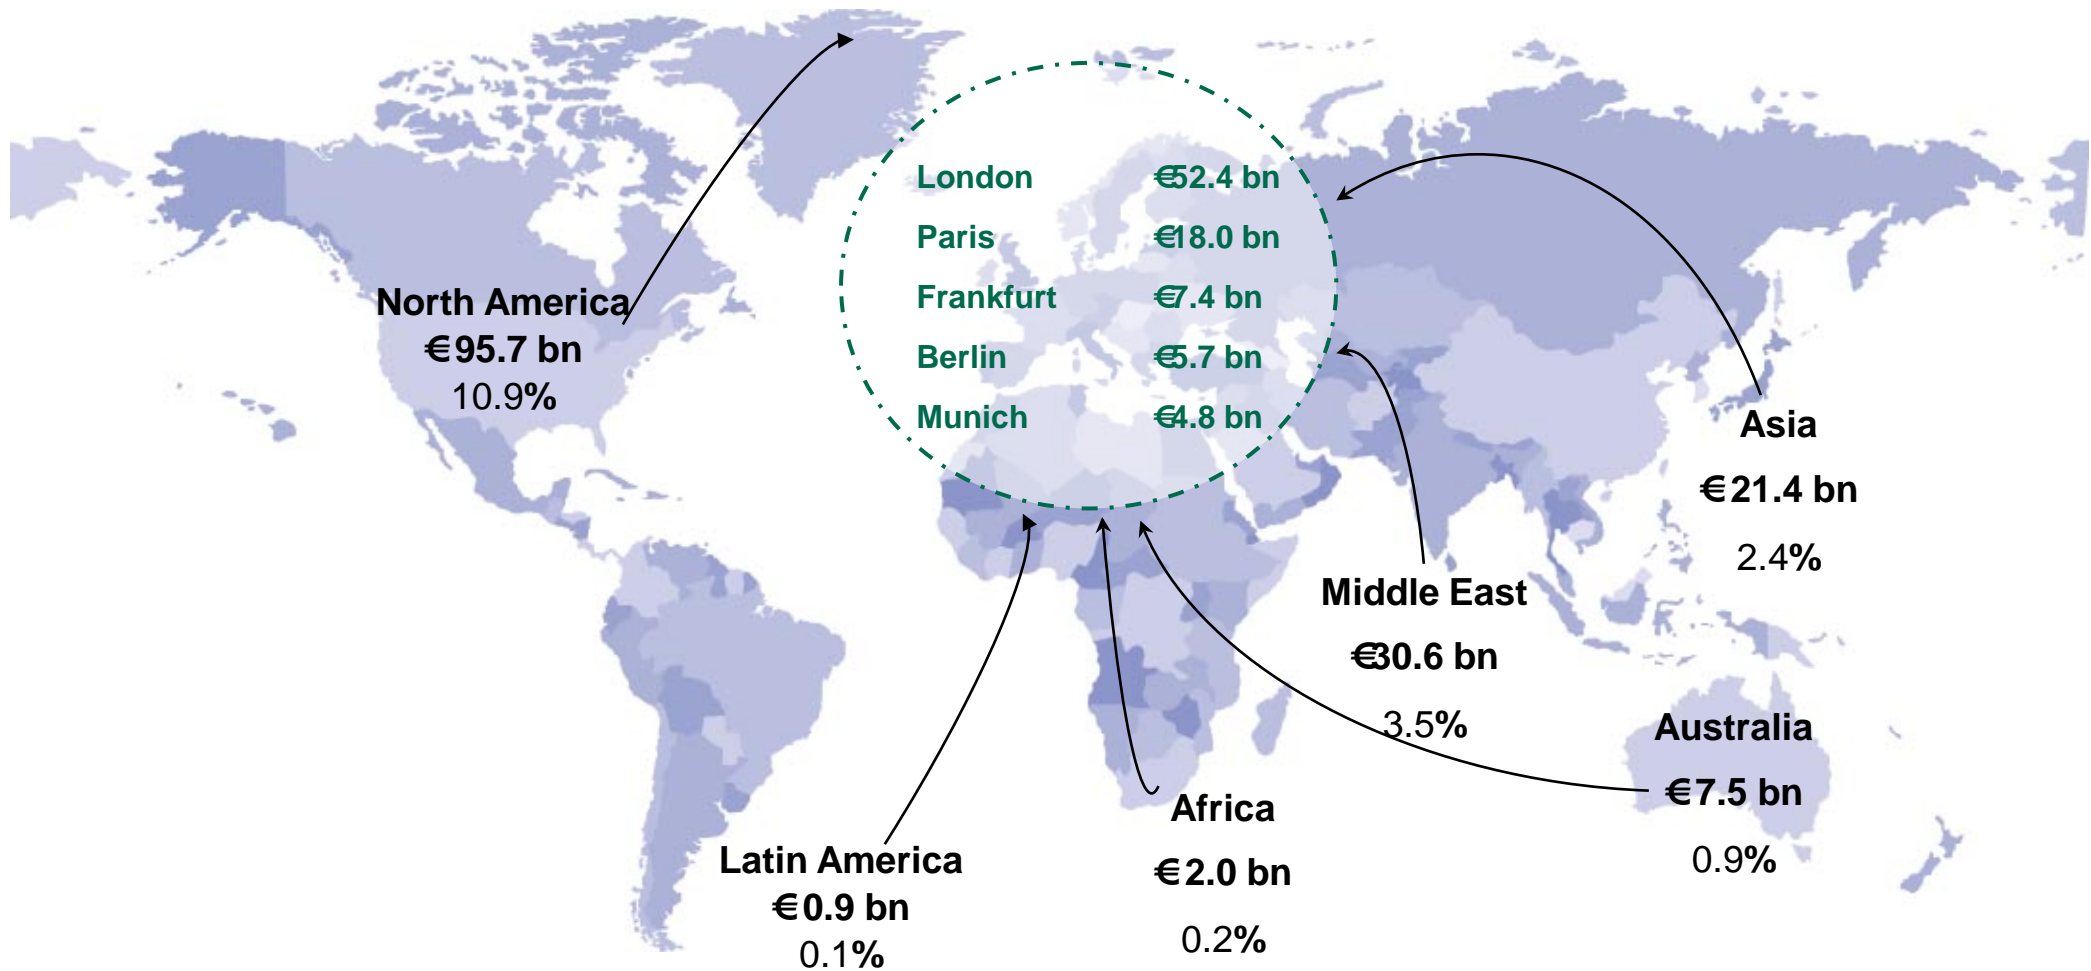 London €52.4 bn
Paris €18.0 bn
Frankfurt €7.4 bn
Berlin €5.7 bn
Munich €4.8 bn
North America
€95.7 bn
10.9%
Asia
€21.4 bn
2.4%
Middle East
€30.6 bn
3.5%
Australia
€7.5 bn
0.9%
Africa
€2.0 bn
0.2%
Latin America
€0.9 bn
0.1%